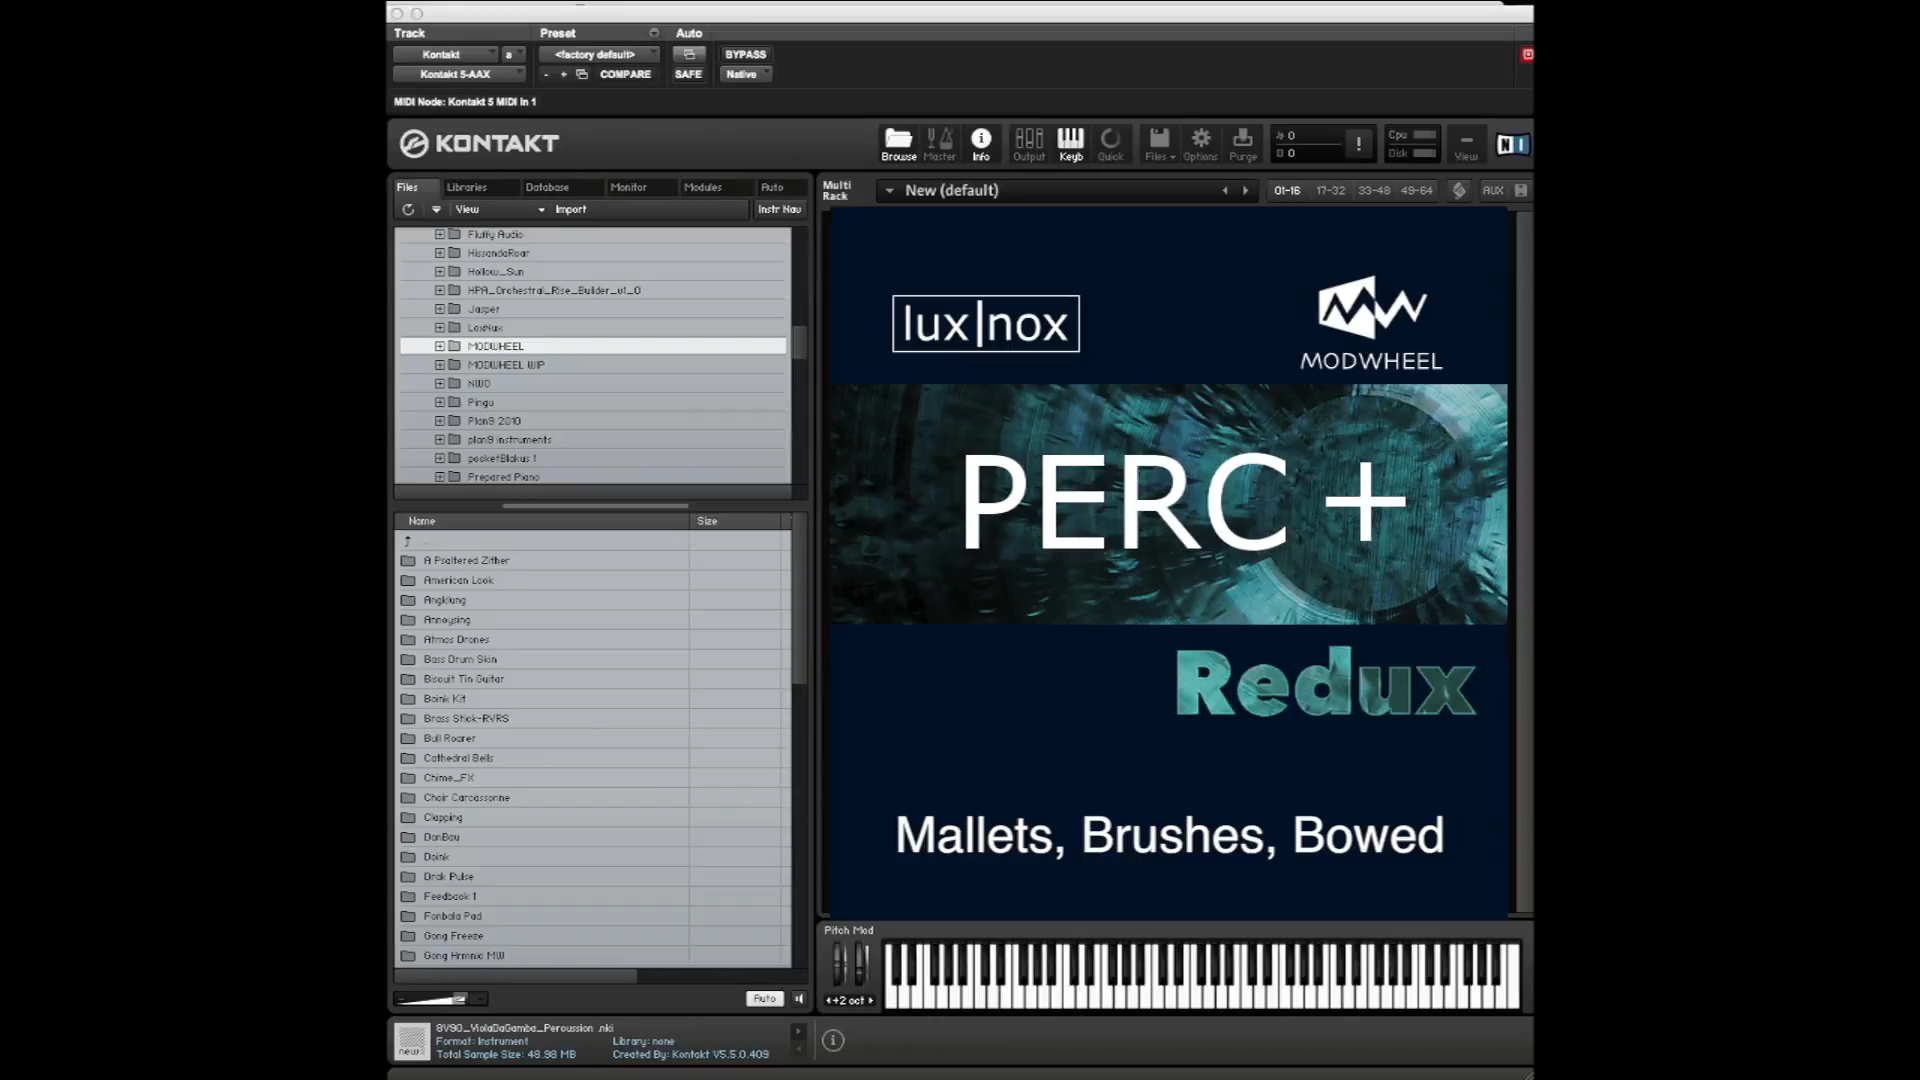 Track
Preset
Auto
Kontakt
a
<factory default>
BYPASS
Kontakt 5-AAX
- +
COMPARE
SAFE
Native
MIDI Node: Kontakt 5 MIDI In 1
KONTAKT
Browse
Master
Info
Output
Keyb
Quick
Files
Options
Purge
0
0
!
Cpu
Disk
View
NI
Files
Libraries
Database
Monitor
Modules
Auto
Multi
Rack
New (default)
01-16
17-32
33-48
49-64
AUX
View
Import
Instr Nav
Fluffy Audio
HissandaRoar
Hollow_Sun
HPA_Orchestral_Rise_Builder_v1_0
Jasper
LoxNux
MODWHEEL
MODWHEEL WIP
NWO
Pingu
Plan9 2010
plan9 instruments
pocketBlakus 1
Prepared Piano
Name
Size
A Psaltered Zither
American Look
Angklung
Annoysing
Atmos Drones
Bass Drum Skin
Biscuit Tin Guitar
Boink Kit
Brass Stick-RVRS
Bull Roarer
Cathedral Bells
Chime_FX
Choir Carcassonne
Clapping
DanBau
Doink
Drak Pulse
Feedback 1
Fonbala Pad
Gong Freeze
Gong Hrmnic MW
Auto
lux|nox
MODWHEEL
PERC +
Redux
Mallets, Brushes, Bowed
Pitch Mod
+2 oct
new
8V90_ViolaDaGamba_Percussion .nki
Format: Instrument
Library: none
Total Sample Size: 48.98 MB
Created By: Kontakt V5.5.0.409